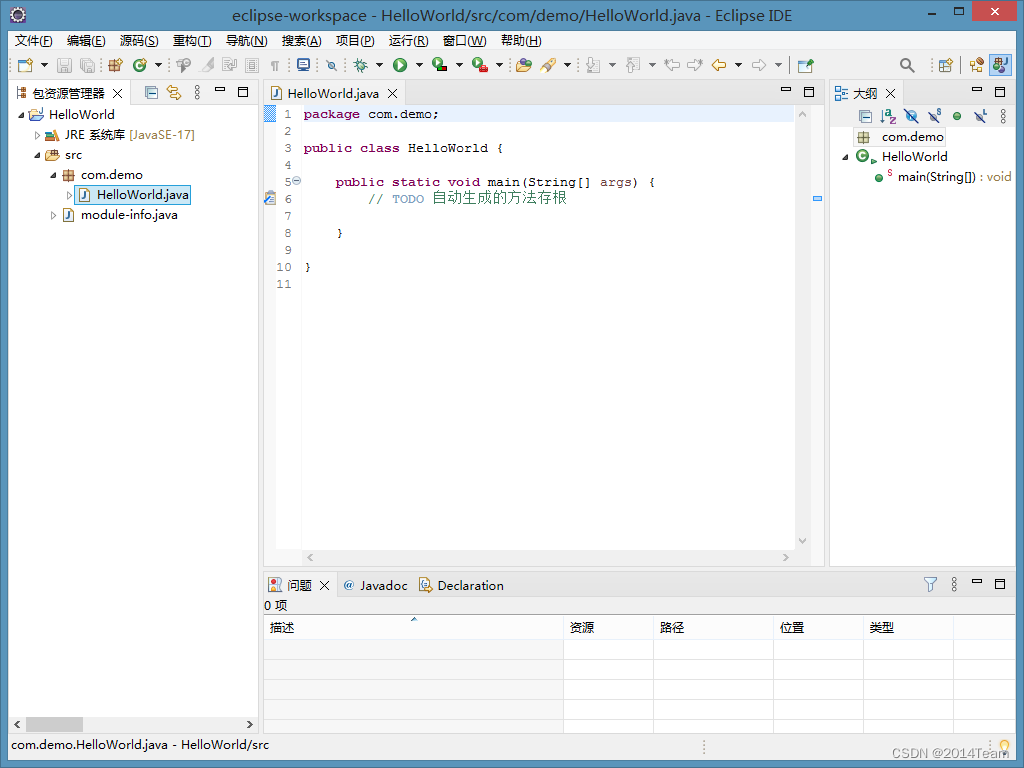 eclipse-workspace - HelloWorld/src/com/demo/HelloWorld.java - Eclipse IDE
文件(F) 编辑(E) 源码(S) 重构(T) 导航(N) 搜索(A) 项目(P) 运行(R) 窗口(W) 帮助(H)
包资源管理器
HelloWorld
JRE 系统库 [JavaSE-17]
src
com.demo
HelloWorld.java
module-info.java
HelloWorld.java
1 package com.demo;
2
3 public class HelloWorld {
4
5 public static void main(String[] args) {
6 // TODO 自动生成的方法存根
7
8 }
9
10 }
11
大纲
com.demo
HelloWorld
main(String[]) : void
问题 @ Javadoc Declaration
0 项
描述 资源 路径 位置 类型
com.demo.HelloWorld.java - HelloWorld/src
CSDN @2014Team